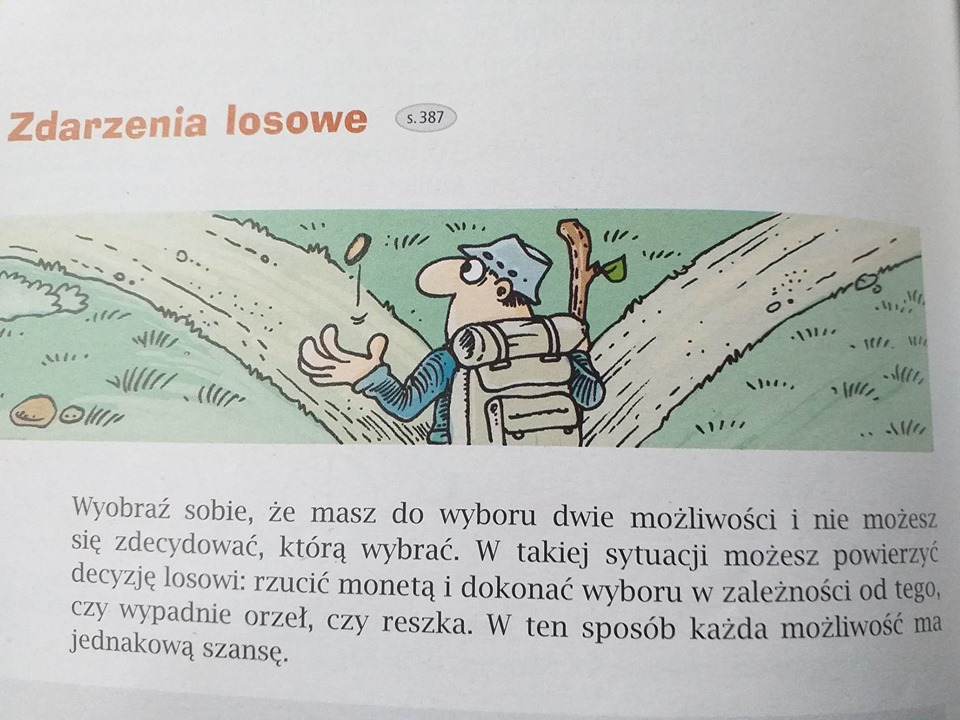 Zdarzenia losowe s. 387
Wyobraź sobie, że masz do wyboru dwie możliwości i nie możesz
się zdecydować, którą wybrać. W takiej sytuacji możesz powierzyć
decyzję losowi: rzucić monetą i dokonać wyboru w zależności od tego,
czy wypadnie orzeł, czy reszka. W ten sposób każda możliwość ma
jednakową szansę.